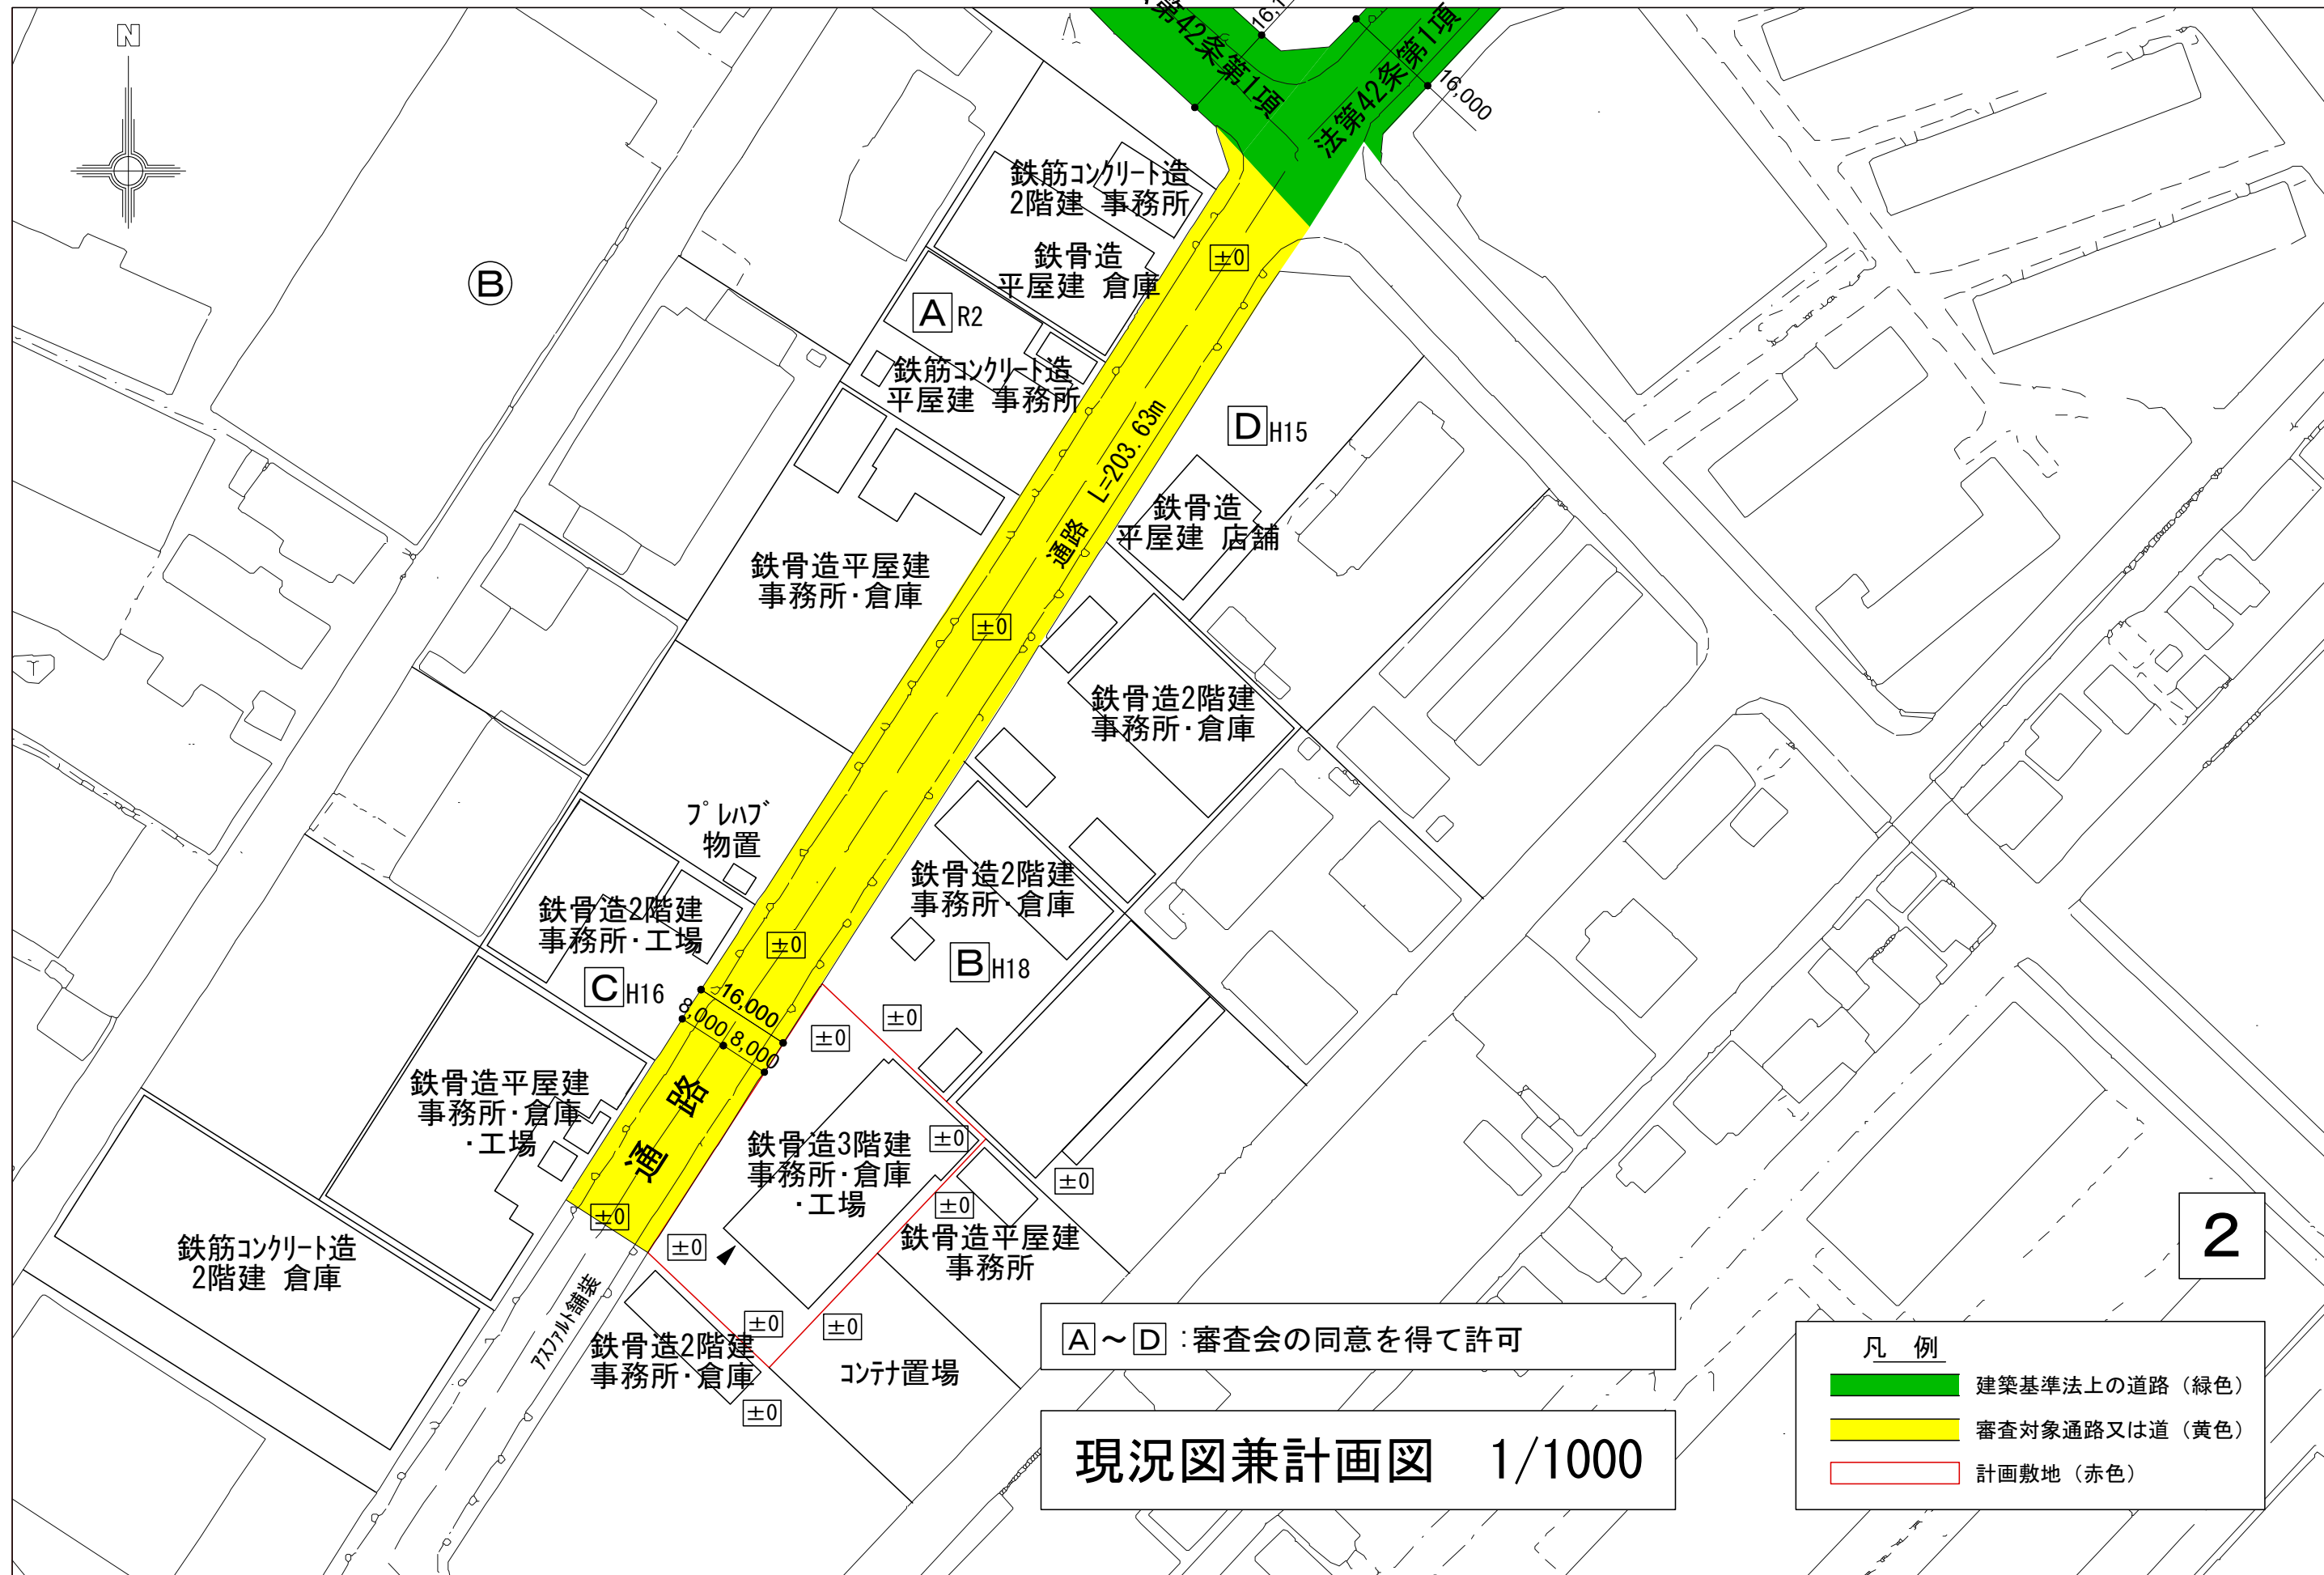 N
第42条第1項
法第42条第1項
16,000
鉄筋コンクリート造
2階建 事務所
鉄骨造
平屋建 倉庫
±0
B
A R2
鉄筋コンクリート造
平屋建 事務所
通路 L=203.63m
D H15
鉄骨造
平屋建 店舗
鉄骨造平屋建
事務所・倉庫
±0
鉄骨造2階建
事務所・倉庫
プレハブ
物置
鉄骨造2階建
事務所・倉庫
鉄骨造2階建
事務所・工場
±0
B H18
C H16
16,000
8,000
8,000
±0
±0
通路
鉄骨造平屋建
事務所・倉庫
・工場
鉄骨造3階建
事務所・倉庫
・工場
±0
±0
±0
±0
±0
鉄骨造平屋建
事務所
鉄筋コンクリート造
2階建 倉庫
アスファルト舗装
±0
±0
鉄骨造2階建
事務所・倉庫
コンテナ置場
±0
2
A～D:審査会の同意を得て許可
現況図兼計画図 1/1000
凡 例
建築基準法上の道路（緑色）
審査対象通路又は道（黄色）
計画敷地（赤色）